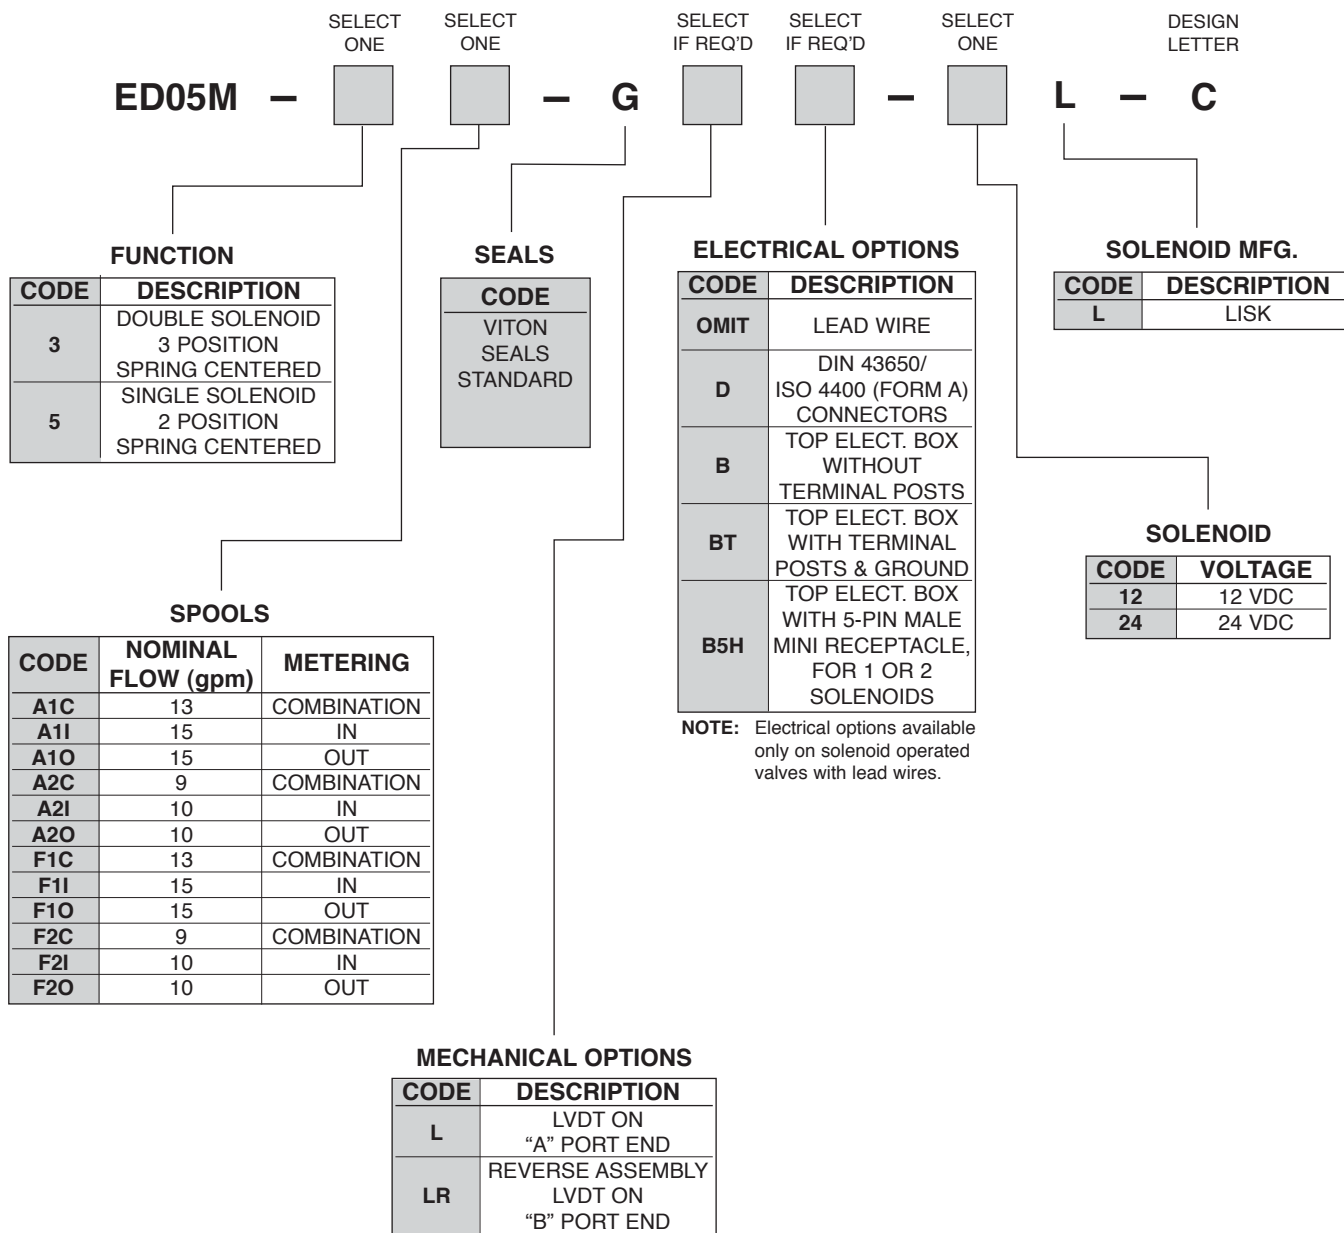 SELECT ONE
SELECT ONE
SELECT IF REQ'D
SELECT IF REQ'D
SELECT ONE
DESIGN LETTER
ED05M – – G – L – C
FUNCTION
CODE DESCRIPTION
3 DOUBLE SOLENOID
3 POSITION
SPRING CENTERED
5 SINGLE SOLENOID
2 POSITION
SPRING CENTERED
SEALS
CODE
VITON
SEALS
STANDARD
ELECTRICAL OPTIONS
CODE DESCRIPTION
OMIT LEAD WIRE
D DIN 43650/
ISO 4400 (FORM A)
CONNECTORS
B TOP ELECT. BOX
WITHOUT
TERMINAL POSTS
BT TOP ELECT. BOX
WITH TERMINAL
POSTS & GROUND
B5H TOP ELECT. BOX
WITH 5-PIN MALE
MINI RECEPTACLE,
FOR 1 OR 2
SOLENOIDS
NOTE: Electrical options available
only on solenoid operated
valves with lead wires.
SOLENOID MFG.
CODE DESCRIPTION
L LISK
SOLENOID
CODE VOLTAGE
12 12 VDC
24 24 VDC
SPOOLS
CODE NOMINAL FLOW (gpm) METERING
A1C 13 COMBINATION
A1I 15 IN
A1O 15 OUT
A2C 9 COMBINATION
A2I 10 IN
A2O 10 OUT
F1C 13 COMBINATION
F1I 15 IN
F1O 15 OUT
F2C 9 COMBINATION
F2I 10 IN
F2O 10 OUT
MECHANICAL OPTIONS
CODE DESCRIPTION
L LVDT ON
“A” PORT END
LR REVERSE ASSEMBLY
LVDT ON
“B” PORT END